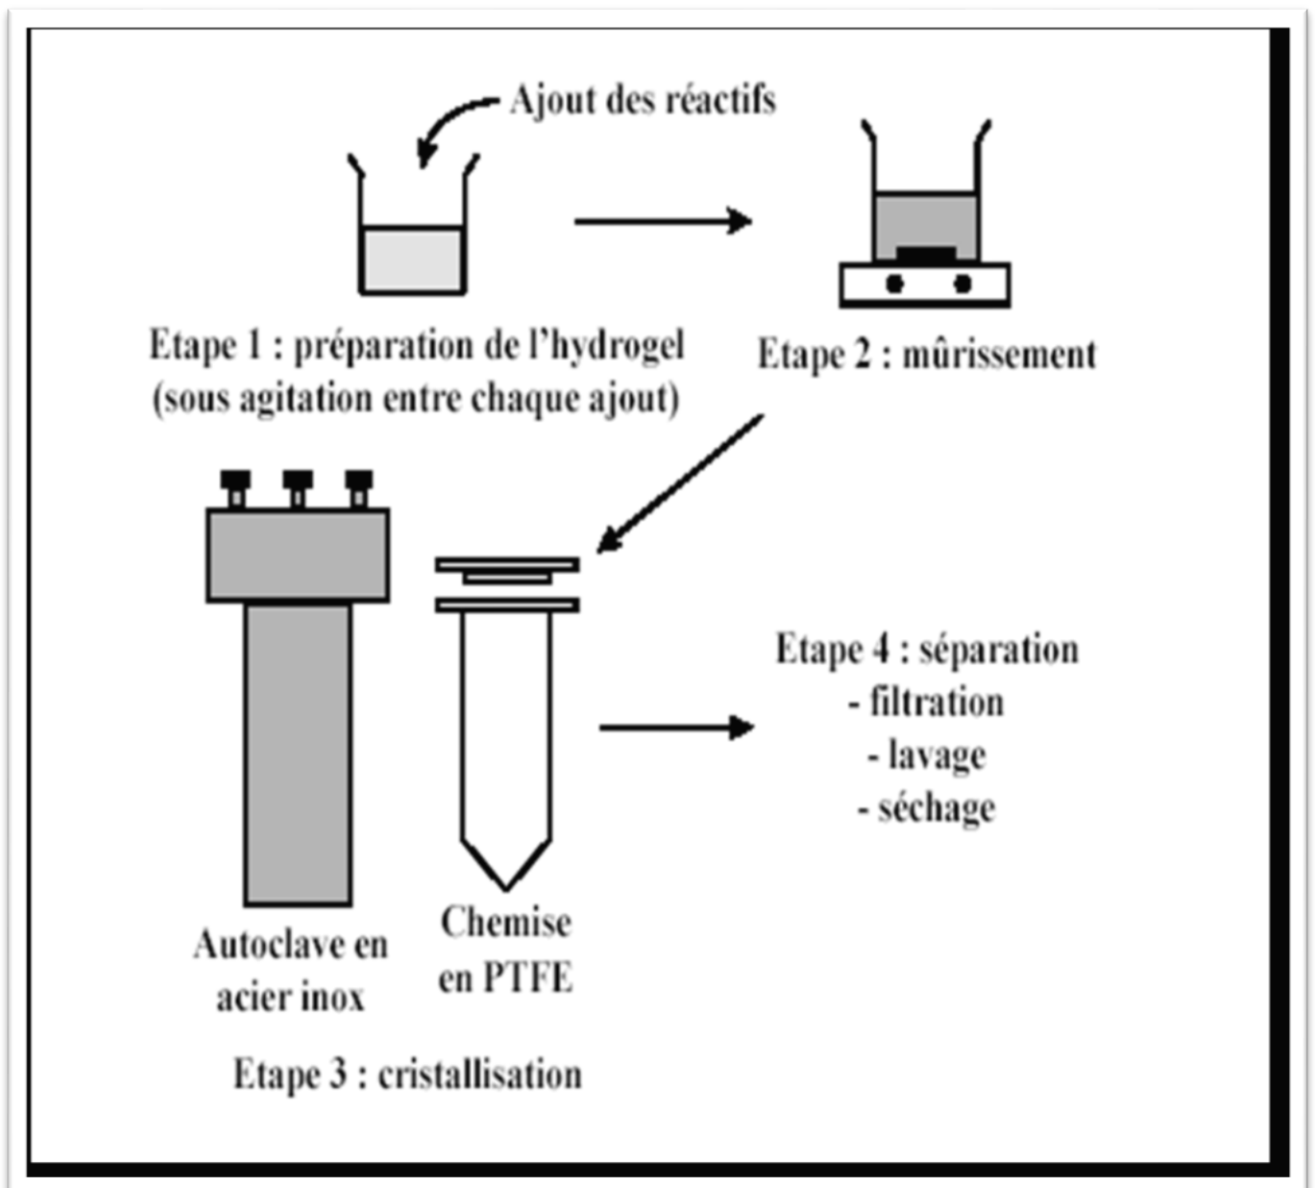 Ajout des réactifs
Etape 1 : préparation de l'hydrogel
(sous agitation entre chaque ajout)
Etape 2 : mûrissement
Autoclave en
acier inox
Chemise
en PTFE
Etape 3 : cristallisation
Etape 4 : séparation
- filtration
- lavage
- séchage